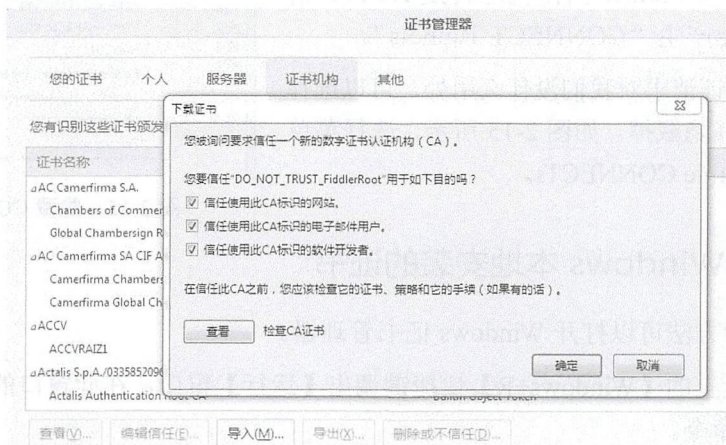 证书管理器
您的证书 个人 服务器 证书机构 其他
您有识别这些证书颁发
证书名称
AC Camerfirma S.A.
Chambers of Commer
Global Chambersign R
AC Camerfirma SA CIF A
Camerfirma Chambers
Camerfirma Global Ch
ACCV
ACCVRAIZ1
Actalis S.p.A./0335852096
Actalis Authentication Root CA
下载证书
您被询问要求信任一个新的数字证书认证机构（CA）。
您要信任“DO_NOT_TRUST_FiddlerRoot”用于如下目的吗？
信任使用此CA标识的网站。
信任使用此CA标识的电子邮件用户。
信任使用此CA标识的软件开发者。
在信任此CA之前，您应该检查它的证书、策略和它的手续（如果有的话）。
查看 检查CA证书
确定 取消
查看(V)... 编辑信任(E)... 导入(M)... 导出(X)... 删除或不信任(D)...